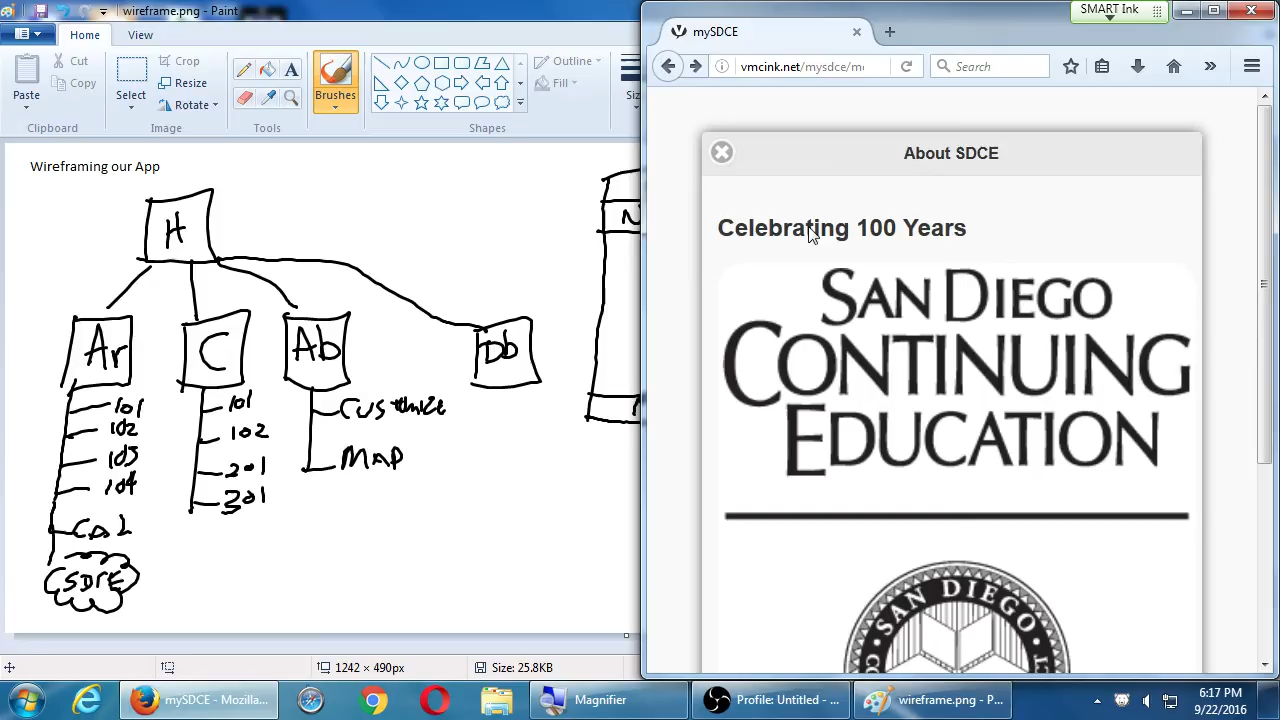 wireframe.png - Paint
Home
View
Paste
Cut
Copy
Clipboard
Select
Crop
Resize
Rotate
Image
A
Tools
Brushes
Shapes
Outline
Fill
Wireframing our App
H
Ar
C
Ab
Db
101
102
103
104
Cal
SDCE
101
102
201
301
Customize
MAP
1242 × 490px
Size: 25.8KB
SMART Ink
mySDCE
vmcink.net/mysdce/m
Search
About SDCE
Celebrating 100 Years
SAN DIEGO
CONTINUING
EDUCATION
SAN DIEGO
mySDCE - Mozilla...
Magnifier
Profile: Untitled - ...
wireframe.png - P...
6:17 PM
9/22/2016